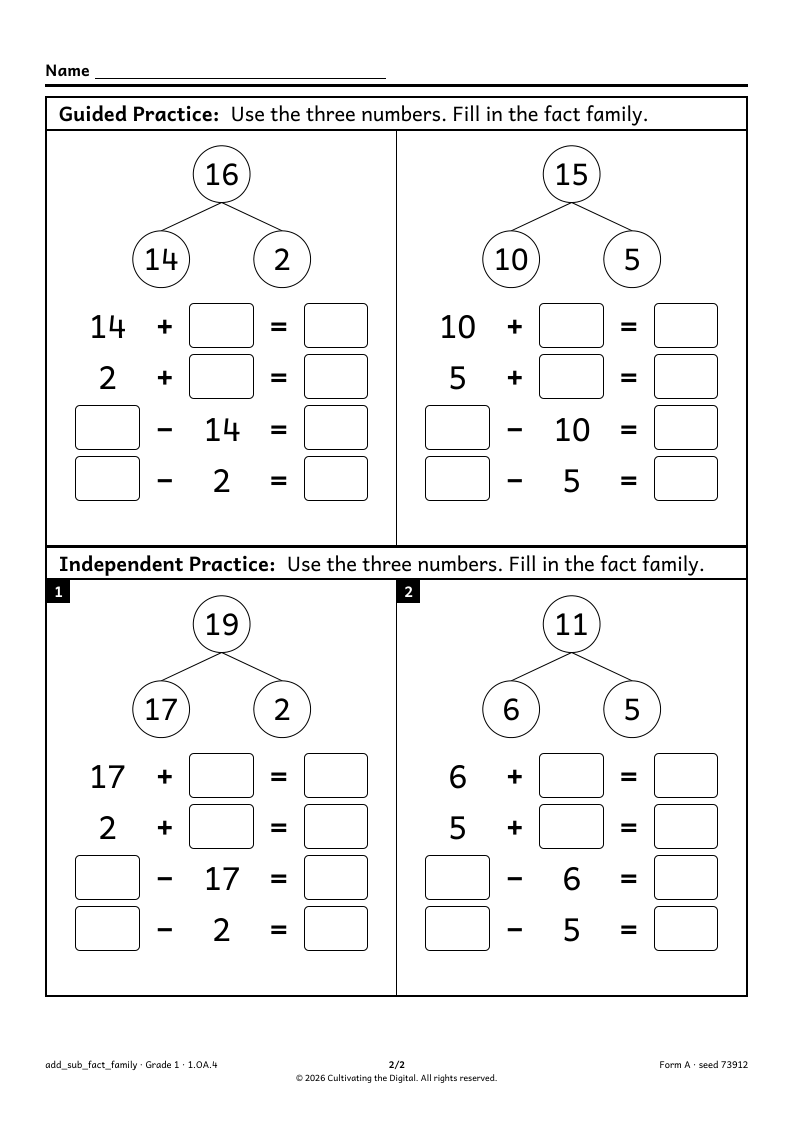 Name
Guided Practice: Use the three numbers. Fill in the fact family.
16
14 2
14 + =
2 + =
− 14 =
− 2 =
15
10 5
10 + =
5 + =
− 10 =
− 5 =
Independent Practice: Use the three numbers. Fill in the fact family.
1
19
17 2
17 + =
2 + =
− 17 =
− 2 =
2
11
6 5
6 + =
5 + =
− 6 =
− 5 =
add_sub_fact_family · Grade 1 · 1.OA.4 2/2 Form A · seed 73912
© 2026 Cultivating the Digital. All rights reserved.